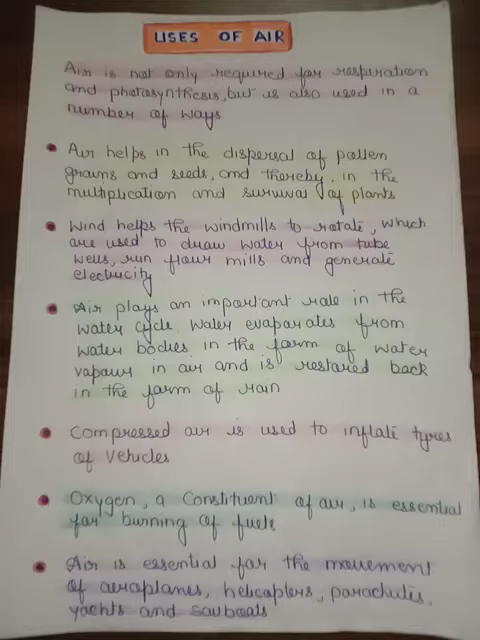 USES OF AIR
Air is not only required for respiration
and photosynthesis, but is also used in a
number of ways
Air helps in the dispersal of pollen
grains and seeds, and thereby, in the
multiplication and survival of plants
Wind helps the windmills to rotate, which
are used to draw water from tube
wells, run flour mills and generate
electricity
Air plays an important role in the
water cycle. Water evaporates from
water bodies in the form of water
vapour in air and is restored back
in the form of rain
Compressed air is used to inflate tyres
of vehicles
Oxygen, a constituent of air, is essential
for burning of fuels
Air is essential for the movement
of aeroplanes, helicopters, parachutes,
yachts and sailboats